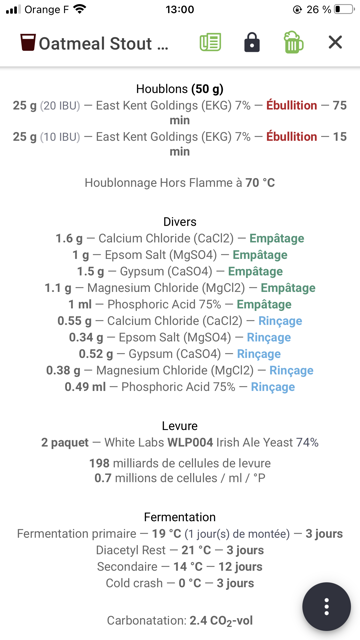 Orange F 13:00 26 %
Oatmeal Stout ...
Houblons (50 g)
25 g (20 IBU) — East Kent Goldings (EKG) 7% — Ébullition — 75
min
25 g (10 IBU) — East Kent Goldings (EKG) 7% — Ébullition — 15
min
Houblonnage Hors Flamme à 70 °C
Divers
1.6 g — Calcium Chloride (CaCl2) — Empâtage
1 g — Epsom Salt (MgSO4) — Empâtage
1.5 g — Gypsum (CaSO4) — Empâtage
1.1 g — Magnesium Chloride (MgCl2) — Empâtage
1 ml — Phosphoric Acid 75% — Empâtage
0.55 g — Calcium Chloride (CaCl2) — Rinçage
0.34 g — Epsom Salt (MgSO4) — Rinçage
0.52 g — Gypsum (CaSO4) — Rinçage
0.38 g — Magnesium Chloride (MgCl2) — Rinçage
0.49 ml — Phosphoric Acid 75% — Rinçage
Levure
2 paquet — White Labs WLP004 Irish Ale Yeast 74%
198 milliards de cellules de levure
0.7 millions de cellules / ml / °P
Fermentation
Fermentation primaire — 19 °C (1 jour(s) de montée) — 3 jours
Diacetyl Rest — 21 °C — 3 jours
Secondaire — 14 °C — 12 jours
Cold crash — 0 °C — 3 jours
Carbonatation: 2.4 CO₂-vol